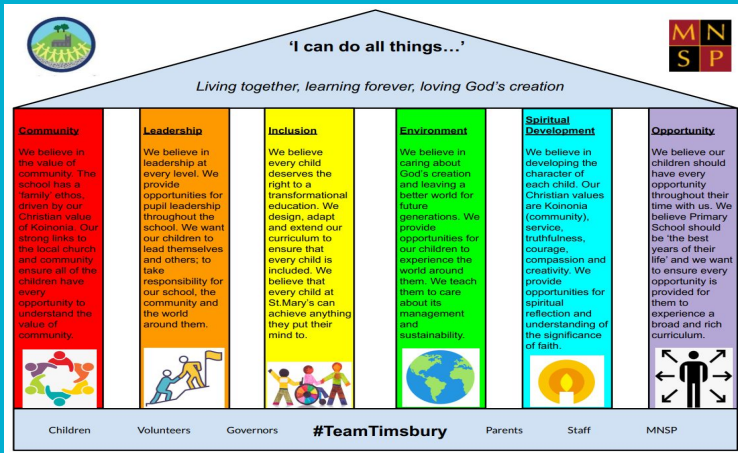 'I can do all things…'
M N
S P
Living together, learning forever, loving God's creation
Community
We believe in
the value of
community. The
school has a
'family' ethos,
driven by our
Christian value
of Koinonia. Our
strong links to
the local church
and community
ensure all of the
children have
every
opportunity to
understand the
value of
community.
Leadership
We believe in
leadership at
every level. We
provide
opportunities for
pupil leadership
throughout the
school. We want
our children to
lead themselves
and others; to
take
responsibility for
our school, the
community and
the world
around them.
Inclusion
We believe
every child
deserves the
right to a
transformational
education. We
design, adapt
and extend our
curriculum to
ensure that
every child is
included. We
believe that
every child at
St.Mary's can
achieve anything
they put their
mind to.
Environment
We believe in
caring about
God's creation
and leaving a
better world for
future
generations. We
provide
opportunities for
our children to
experience the
world around
them. We teach
them to care
about its
management
and
sustainability.
Spiritual
Development
We believe in
developing the
character of
each child. Our
Christian values
are Koinonia
(community),
service,
truthfulness,
courage,
compassion and
creativity. We
provide
opportunities for
spiritual
reflection and
understanding of
the significance
of faith.
Opportunity
We believe our
children should
have every
opportunity
throughout their
time with us. We
believe Primary
School should
be 'the best
years of their
life' and we want
to ensure every
opportunity is
provided for
them to
experience a
broad and rich
curriculum.
Children Volunteers Governors #TeamTimsbury Parents Staff MNSP